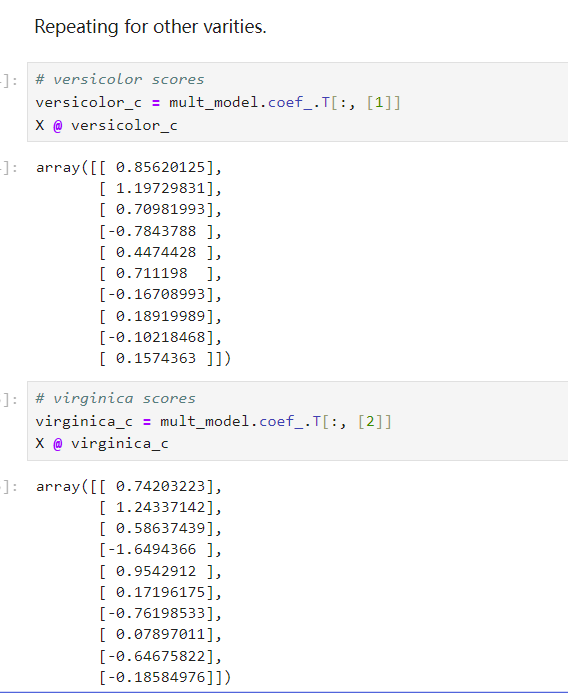 Repeating for other varities.
]:
# versicolor scores
versicolor_c = mult_model.coef_.T[:, [1]]
X @ versicolor_c
]:
array([[ 0.85620125],
[ 1.19729831],
[ 0.70981993],
[-0.7843788 ],
[ 0.4474428 ],
[ 0.711198  ],
[-0.16708993],
[ 0.18919989],
[-0.10218468],
[ 0.1574363 ]])
]:
# virginica scores
virginica_c = mult_model.coef_.T[:, [2]]
X @ virginica_c
]:
array([[ 0.74203223],
[ 1.24337142],
[ 0.58637439],
[-1.6494366 ],
[ 0.9542912 ],
[ 0.17196175],
[-0.76198533],
[ 0.07897011],
[-0.64675822],
[-0.18584976]])